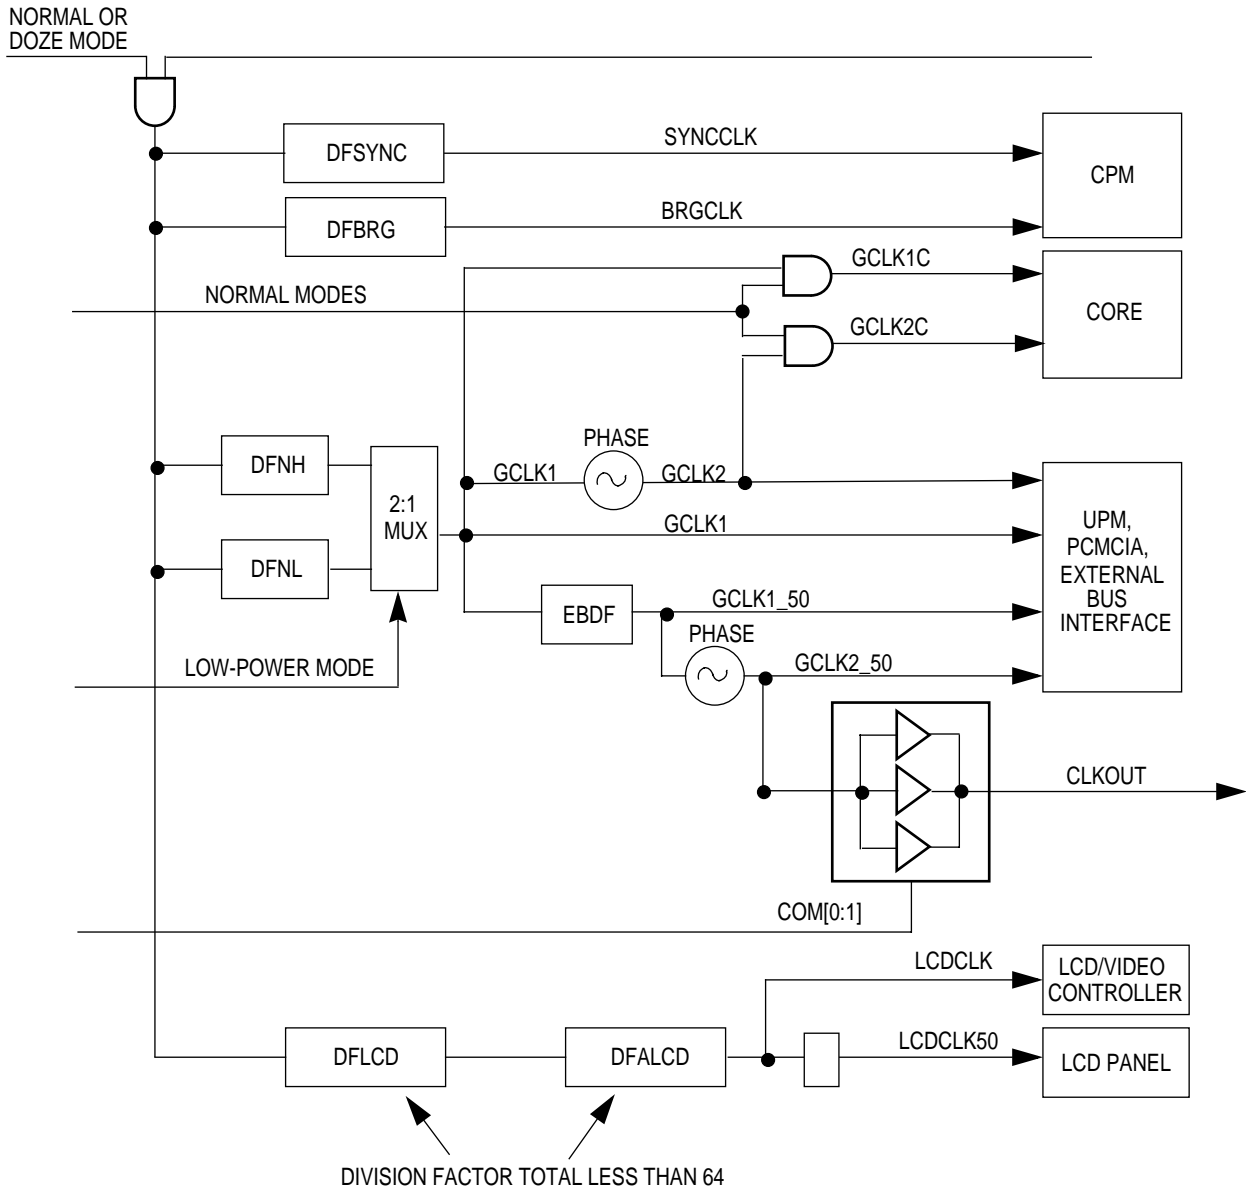 NORMAL OR
DOZE MODE
DFSYNC
SYNCCLK
CPM
DFBRG
BRGCLK
GCLK1C
NORMAL MODES
CORE
GCLK2C
PHASE
DFNH
GCLK1
GCLK2
2:1
MUX
GCLK1
UPM,
PCMCIA,
EXTERNAL
BUS
INTERFACE
DFNL
EBDF
GCLK1_50
PHASE
LOW-POWER MODE
GCLK2_50
CLKOUT
COM[0:1]
LCDCLK
LCD/VIDEO
CONTROLLER
DFLCD
DFALCD
LCDCLK50
LCD PANEL
DIVISION FACTOR TOTAL LESS THAN 64